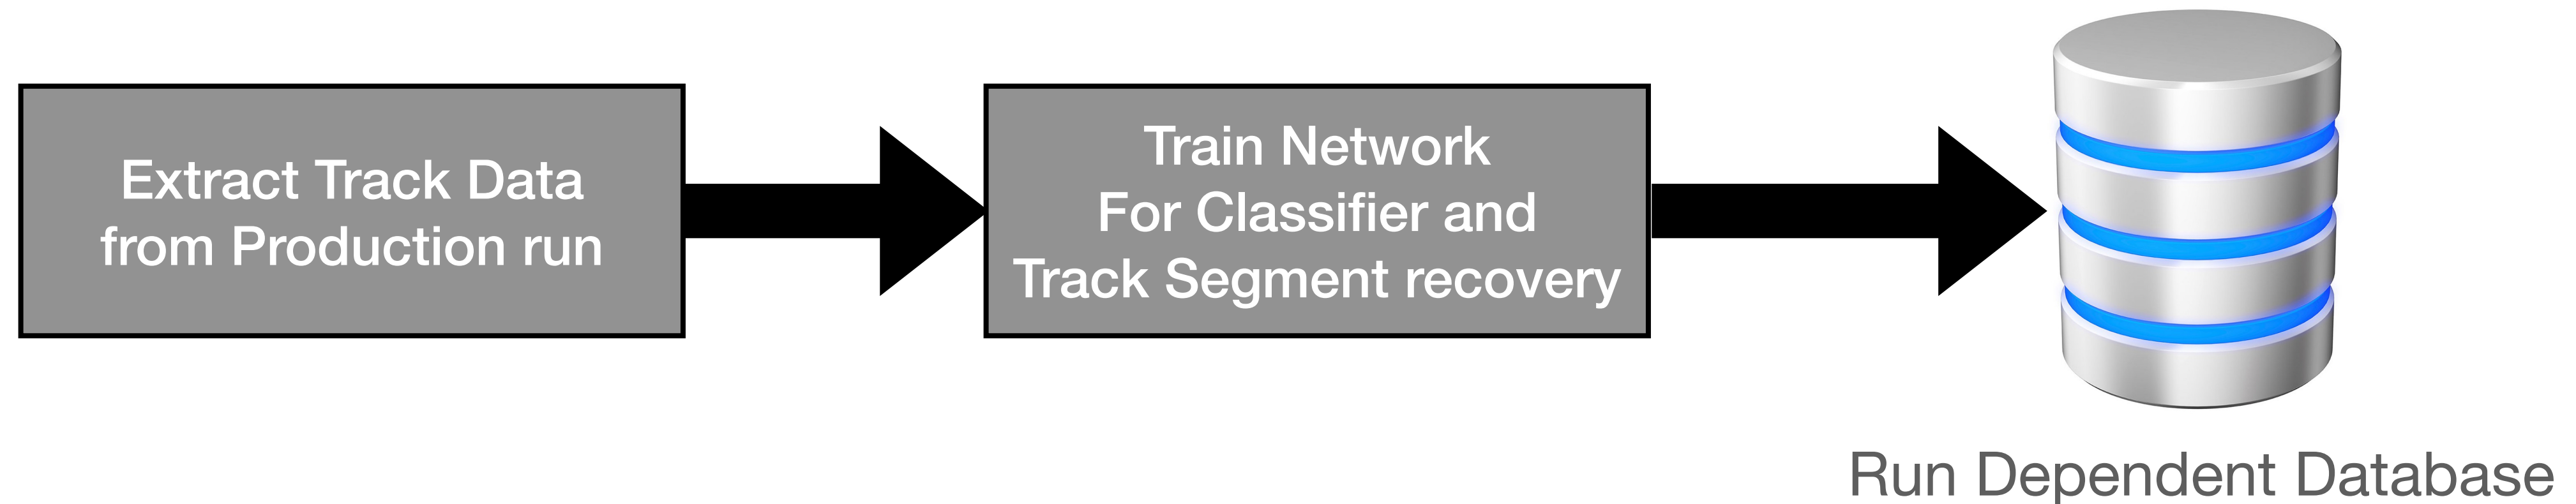 Extract Track Data
from Production run
Train Network
For Classifier and
Track Segment recovery
Run Dependent Database